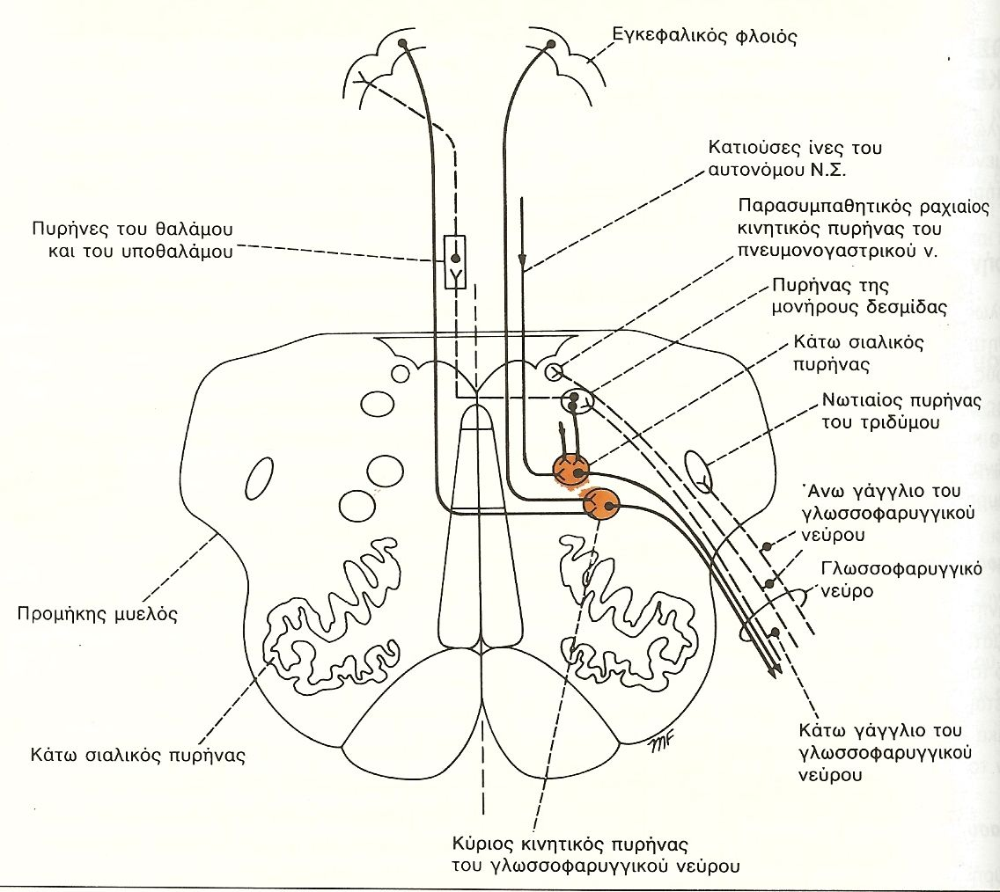 Εγκεφαλικός φλοιός
Κατιούσες ίνες του
αυτονόμου Ν.Σ.
Παρασυμπαθητικός ραχιαίος
κινητικός πυρήνας του
πνευμονογαστρικού ν.
Πυρήνες του θαλάμου
και του υποθαλάμου
Πυρήνας της
μονήρους δεσμίδας
Κάτω σιαλικός
πυρήνας
Νωτιαίος πυρήνας
του τριδύμου
Άνω γάγγλιο του
γλωσσοφαρυγγικού
νεύρου
Γλωσσοφαρυγγικό
νεύρο
Προμήκης μυελός
Κάτω σιαλικός πυρήνας
MF
Κάτω γάγγλιο του
γλωσσοφαρυγγικού
νεύρου
Κύριος κινητικός πυρήνας
του γλωσσοφαρυγγικού νεύρου